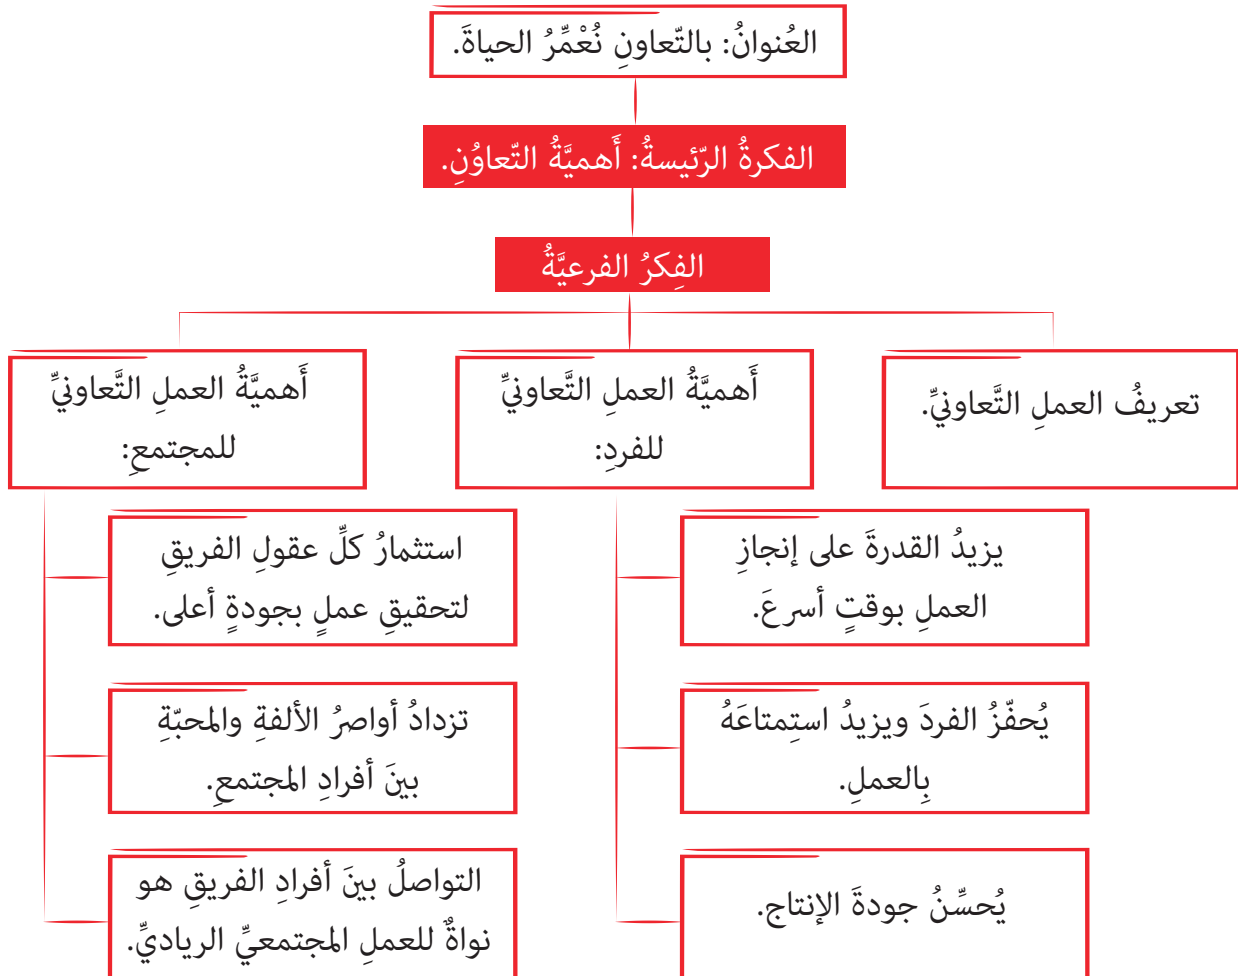 العُنوانُ: بالتّعاونِ نُعْمِّرُ الحياةَ.
الفكرةُ الرّئيسةُ: أَهميَّةُ التّعاوُنِ.
الفِكرُ الفرعيَّةُ
تعريفُ العملِ التَّعاونيِّ.
أَهميَّةُ العملِ التَّعاونيِّ
للفردِ:
يزيدُ القدرةَ على إنجازِ
العملِ بوقتٍ أسرعَ.
يُحفّزُ الفردَ ويزيدُ استِمتاعَهُ
بِالعملِ.
يُحسِّنُ جودةَ الإنتاج.
أَهميَّةُ العملِ التَّعاونيِّ
للمجتمعِ:
استثمارُ كلِّ عقولِ الفريقِ
لتحقيقِ عملٍ بجودةٍ أعلى.
تزدادُ أواصرُ الألفةِ والمحبّةِ
بينَ أفرادِ المجتمعِ.
التواصلُ بينَ أفرادِ الفريقِ هو
نواةٌ للعملِ المجتمعيِّ الرياديِّ.